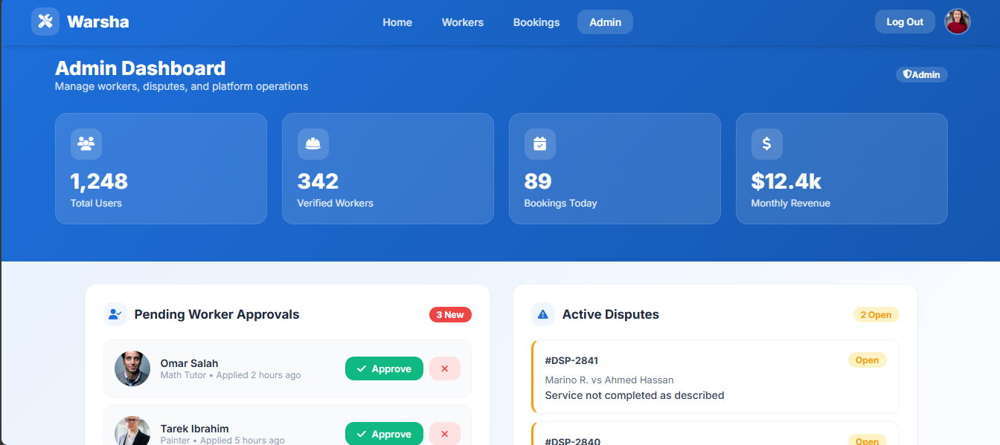 Warsha
Home
Workers
Bookings
Admin
Log Out
Admin Dashboard
Manage workers, disputes, and platform operations
Admin
1,248
Total Users
342
Verified Workers
89
Bookings Today
$12.4k
Monthly Revenue
Pending Worker Approvals
3 New
Omar Salah
Math Tutor • Applied 2 hours ago
Approve
Tarek Ibrahim
Painter • Applied 5 hours ago
Approve
Active Disputes
2 Open
#DSP-2841
Open
Marino R. vs Ahmed Hassan
Service not completed as described
#DSP-2840
Open